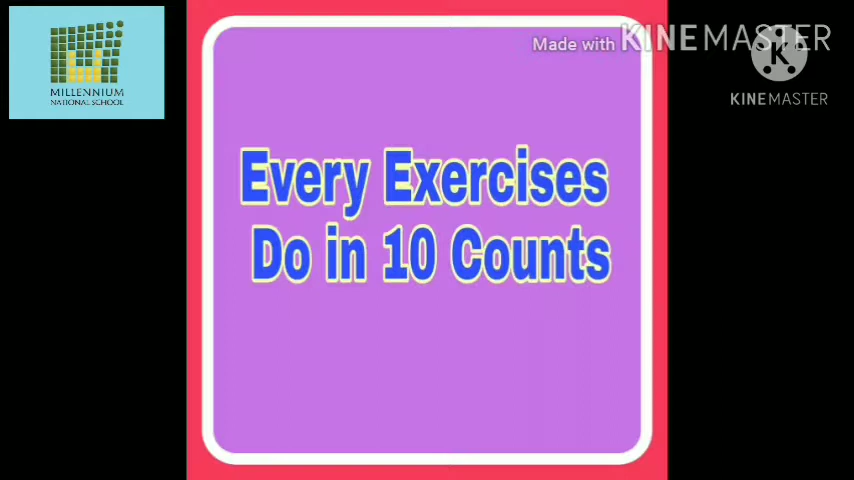 MILLENNIUM
NATIONAL SCHOOL
Made with KINEMASTER
K
KINEMASTER
Every Exercises
Do in 10 Counts